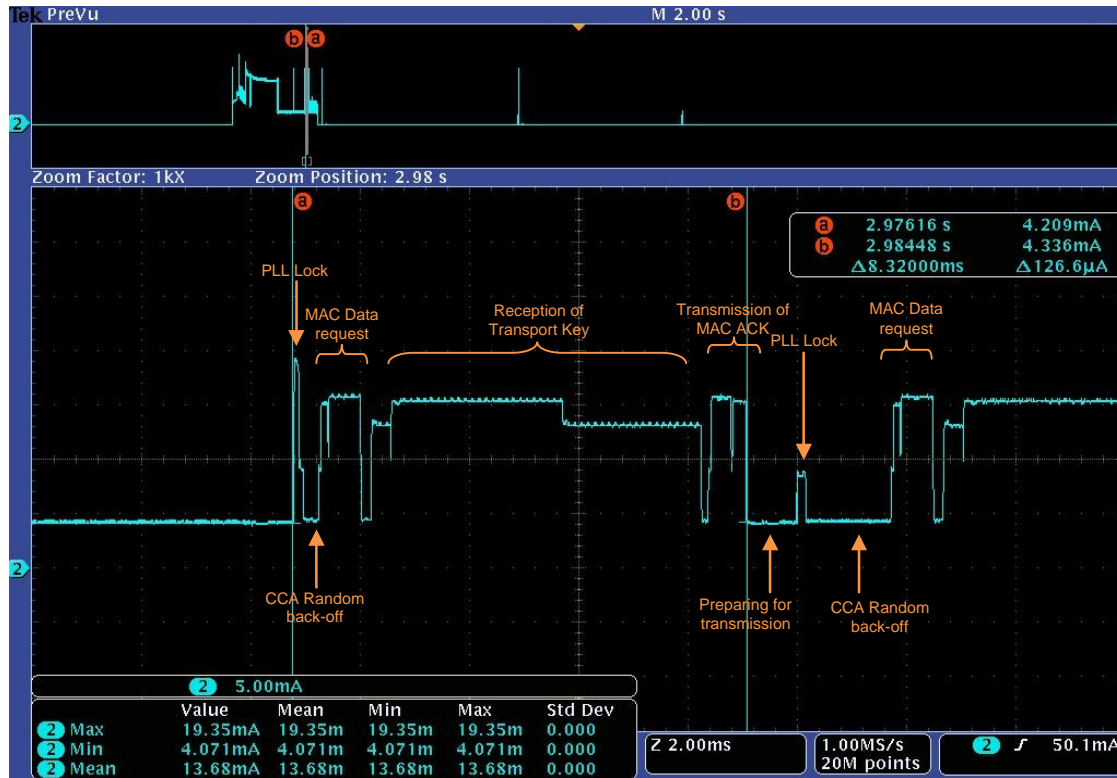 Tek PreVu M 2.00 s
b a
2
Zoom Factor: 1kX Zoom Position: 2.98 s
a b
a 2.97616 s 4.209mA
b 2.98448 s 4.336mA
Δ8.32000ms Δ126.6µA
PLL Lock
MAC Data
request
Reception of
Transport Key
Transmission of
MAC ACK
PLL Lock
MAC Data
request
2
CCA Random
back-off
Preparing for
transmission
CCA Random
back-off
2 5.00mA
Value Mean Min Max Std Dev
2 Max 19.35mA 19.35m 19.35m 19.35m 0.000
2 Min 4.071mA 4.071m 4.071m 4.071m 0.000
2 Mean 13.68mA 13.68m 13.68m 13.68m 0.000
Z 2.00ms
1.00MS/s
20M points
2 50.1mA